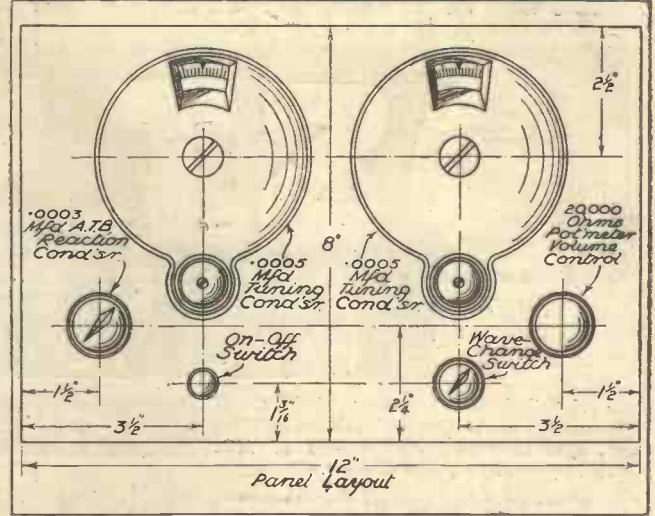 2½"
.0003
Mfd A.T.B.
Reaction
Cond'sr.
.0005
Mfd
Tuning
Cond'sr.
8"
.0005
Mfd
Tuning
Cond'sr.
20,000
Ohms
Pot'meter
Volume
Control
On-Off
Switch
Wave-
Change
Switch
1½"
3½"
1 3/16"
2¼"
3½"
1½"
12"
Panel Layout